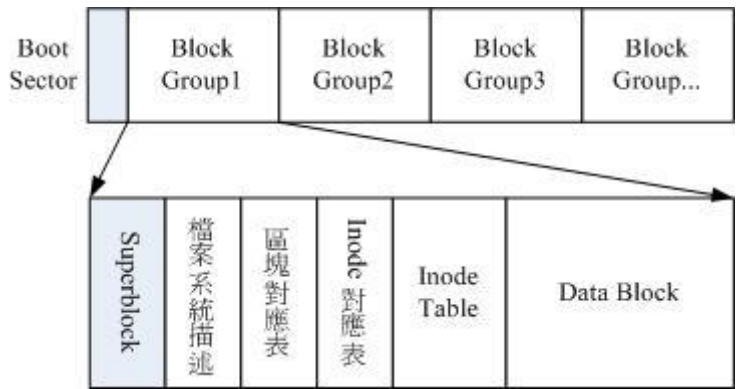 Boot
Sector
Block
Group1
Block
Group2
Block
Group3
Block
Group...
Superblock
檔案系統描述
區塊對應表
Inode 對應表
Inode
Table
Data Block